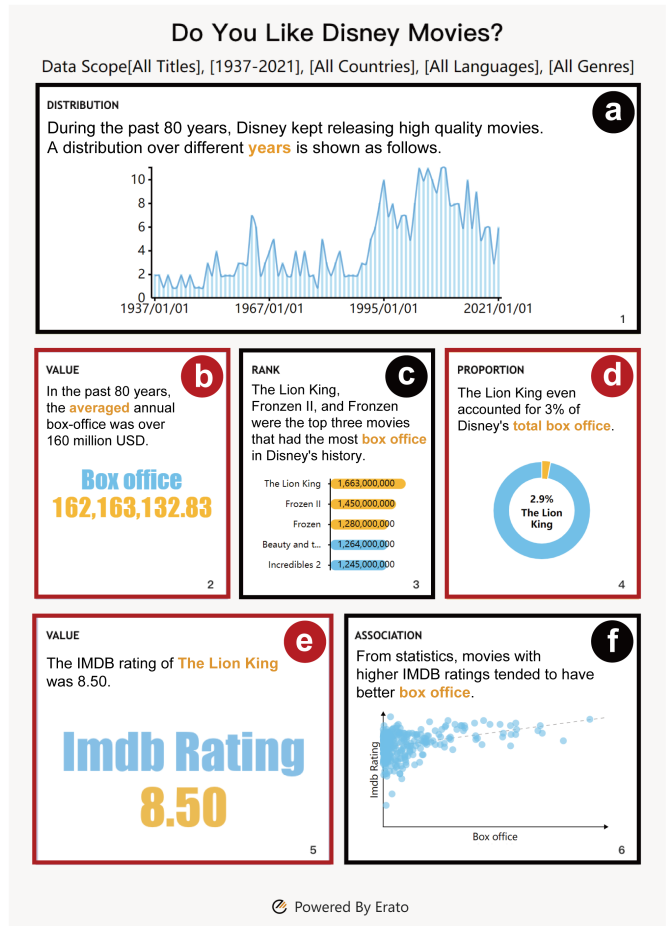 Do You Like Disney Movies?
Data Scope[All Titles], [1937-2021], [All Countries], [All Languages], [All Genres]
DISTRIBUTION
a
During the past 80 years, Disney kept releasing high quality movies.
A distribution over different years is shown as follows.
10
8
6
4
2
0
1937/01/01
1967/01/01
1995/01/01
2021/01/01
1
VALUE
b
In the past 80 years,
the averaged annual
box-office was over
160 million USD.
Box office
162,163,132.83
2
RANK
c
The Lion King,
Fronzen II, and Fronzen
were the top three movies
that had the most box office
in Disney's history.
The Lion King 1,663,000,000
Frozen II 1,450,000,000
Frozen 1,280,000,000
Beauty and t... 1,264,000,000
Incredibles 2 1,245,000,000
3
PROPORTION
d
The Lion King even
accounted for 3% of
Disney's total box office.
2.9%
The Lion
King
4
VALUE
e
The IMDB rating of The Lion King
was 8.50.
Imdb Rating
8.50
5
ASSOCIATION
f
From statistics, movies with
higher IMDB ratings tended to have
better box office.
Imdb Rating
Box office
6
Powered By Erato